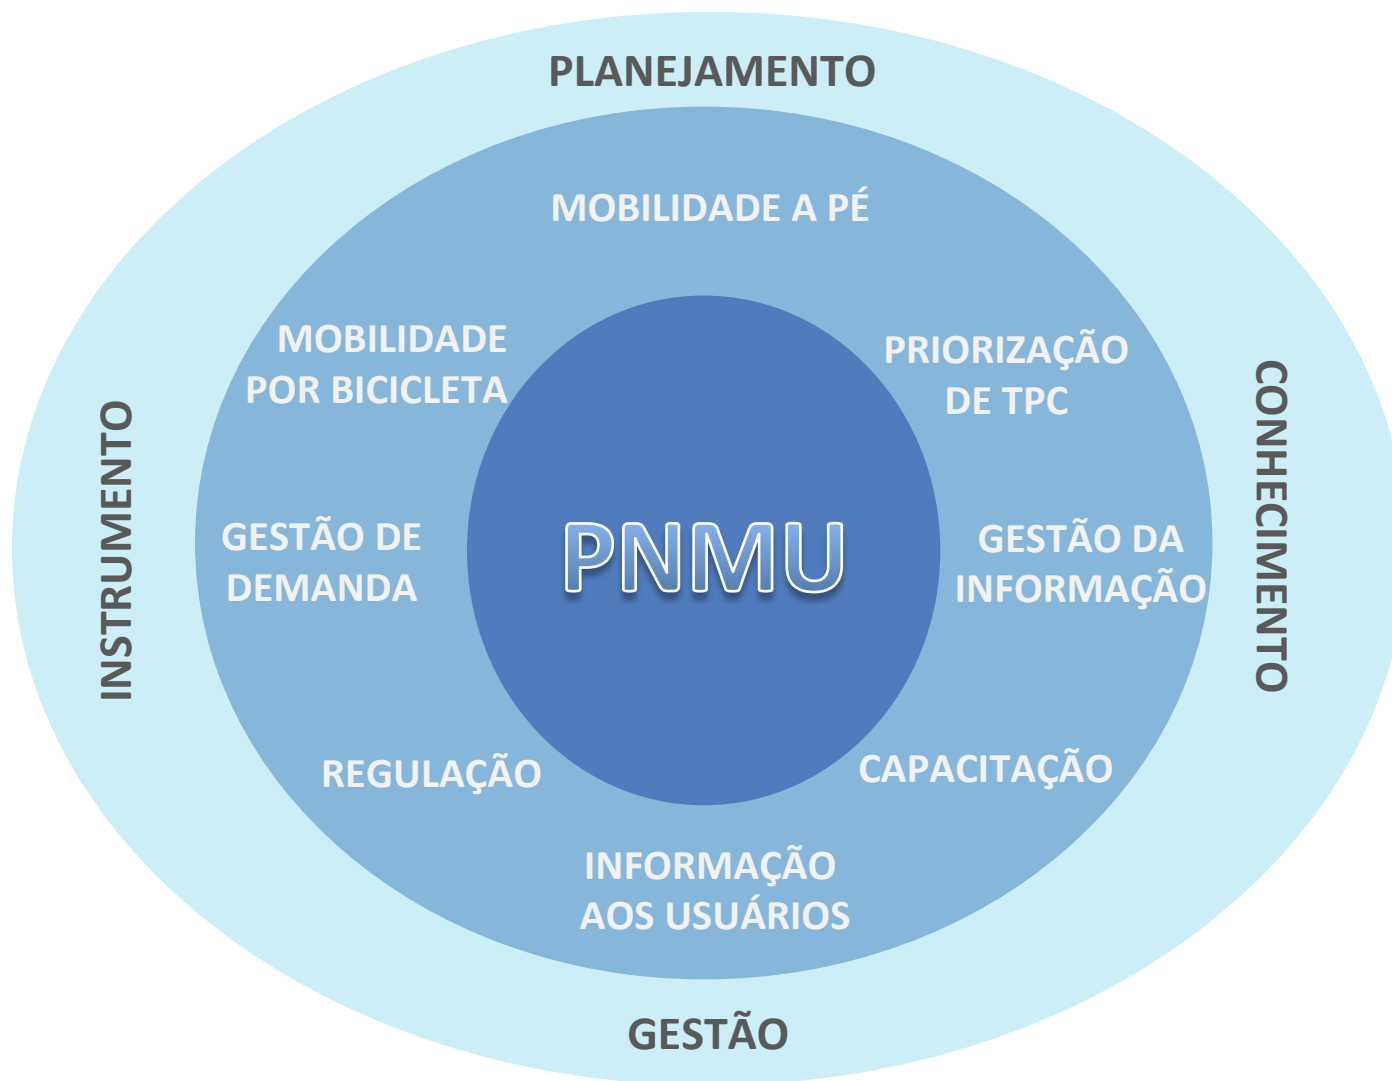 PLANEJAMENTO
MOBILIDADE A PÉ
MOBILIDADE
POR BICICLETA
PRIORIZAÇÃO
DE TPC
INSTRUMENTO
CONHECIMENTO
GESTÃO DE
DEMANDA
PNMU
GESTÃO DA
INFORMAÇÃO
REGULAÇÃO
CAPACITAÇÃO
INFORMAÇÃO
AOS USUÁRIOS
GESTÃO